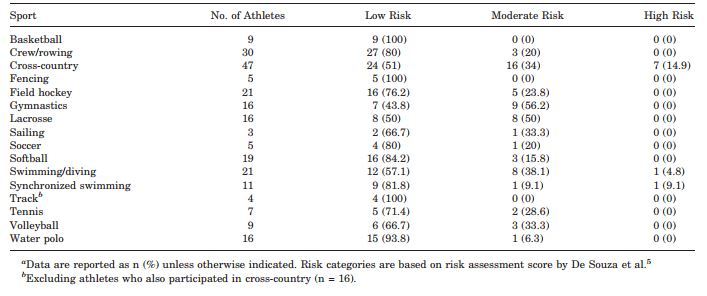 Sport No. of Athletes Low Risk Moderate Risk High Risk
Basketball 9 9 (100) 0 (0) 0 (0)
Crew/rowing 30 27 (80) 3 (20) 0 (0)
Cross-country 47 24 (51) 16 (34) 7 (14.9)
Fencing 5 5 (100) 0 (0) 0 (0)
Field hockey 21 16 (76.2) 5 (23.8) 0 (0)
Gymnastics 16 7 (43.8) 9 (56.2) 0 (0)
Lacrosse 16 8 (50) 8 (50) 0 (0)
Sailing 3 2 (66.7) 1 (33.3) 0 (0)
Soccer 5 4 (80) 1 (20) 0 (0)
Softball 19 16 (84.2) 3 (15.8) 0 (0)
Swimming/diving 21 12 (57.1) 8 (38.1) 1 (4.8)
Synchronized swimming 11 9 (81.8) 1 (9.1) 1 (9.1)
Trackᵇ 4 4 (100) 0 (0) 0 (0)
Tennis 7 5 (71.4) 2 (28.6) 0 (0)
Volleyball 9 6 (66.7) 3 (33.3) 0 (0)
Water polo 16 15 (93.8) 1 (6.3) 0 (0)
ᵃData are reported as n (%) unless otherwise indicated. Risk categories are based on risk assessment score by De Souza et al.⁵
ᵇExcluding athletes who also participated in cross-country (n = 16).